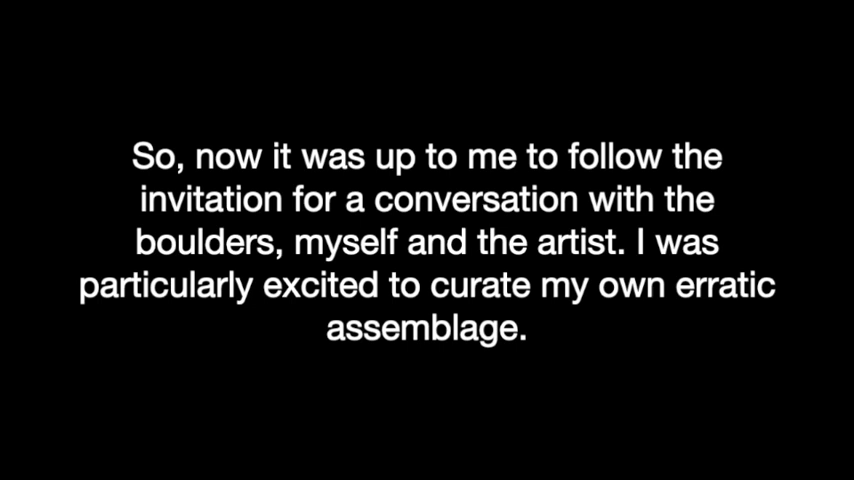 So, now it was up to me to follow the
invitation for a conversation with the
boulders, myself and the artist. I was
particularly excited to curate my own erratic
assemblage.